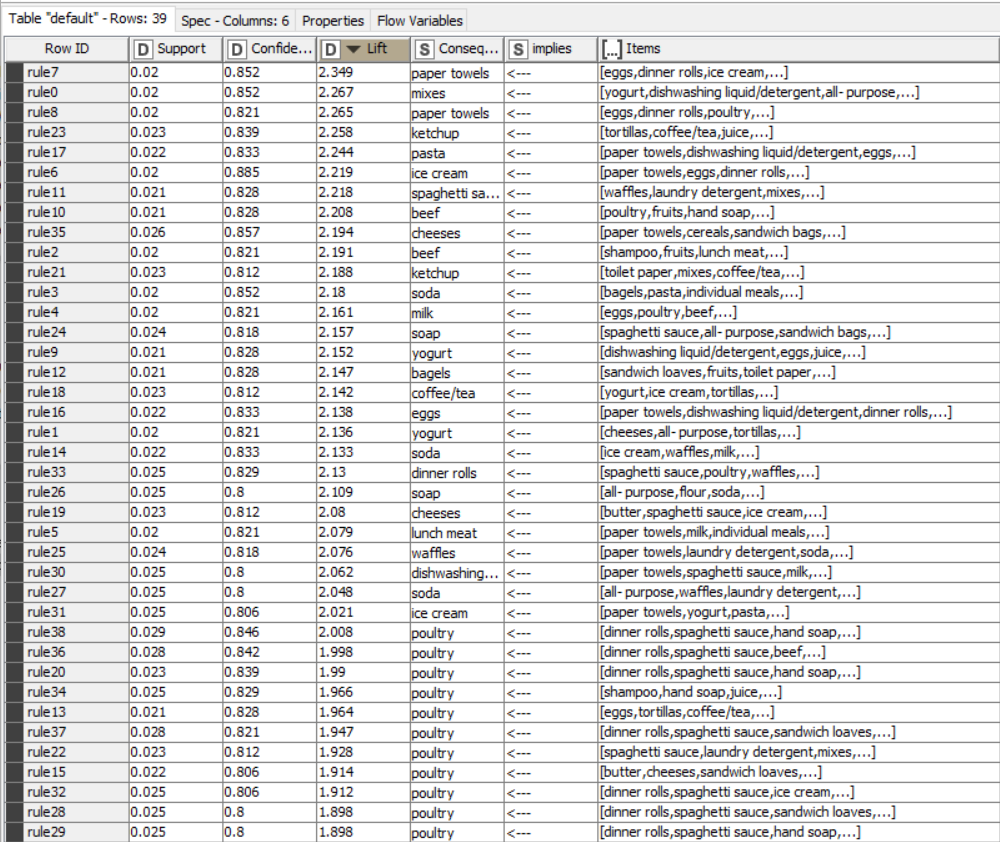 Table "default" - Rows: 39 Spec - Columns: 6 Properties Flow Variables
Row ID D Support D Confide... D Lift S Conseq... S implies [...] Items
rule7 0.02 0.852 2.349 paper towels <--- [eggs,dinner rolls,ice cream,...]
rule0 0.02 0.852 2.267 mixes <--- [yogurt,dishwashing liquid/detergent,all- purpose,...]
rule8 0.02 0.821 2.265 paper towels <--- [eggs,dinner rolls,poultry,...]
rule23 0.023 0.839 2.258 ketchup <--- [tortillas,coffee/tea,juice,...]
rule17 0.022 0.833 2.244 pasta <--- [paper towels,dishwashing liquid/detergent,eggs,...]
rule6 0.02 0.885 2.219 ice cream <--- [paper towels,eggs,dinner rolls,...]
rule11 0.021 0.828 2.218 spaghetti sa... <--- [waffles,laundry detergent,mixes,...]
rule10 0.021 0.828 2.208 beef <--- [poultry,fruits,hand soap,...]
rule35 0.026 0.857 2.194 cheeses <--- [paper towels,cereals,sandwich bags,...]
rule2 0.02 0.821 2.191 beef <--- [shampoo,fruits,lunch meat,...]
rule21 0.023 0.812 2.188 ketchup <--- [toilet paper,mixes,coffee/tea,...]
rule3 0.02 0.852 2.18 soda <--- [bagels,pasta,individual meals,...]
rule4 0.02 0.821 2.161 milk <--- [eggs,poultry,beef,...]
rule24 0.024 0.818 2.157 soap <--- [spaghetti sauce,all- purpose,sandwich bags,...]
rule9 0.021 0.828 2.152 yogurt <--- [dishwashing liquid/detergent,eggs,juice,...]
rule12 0.021 0.828 2.147 bagels <--- [sandwich loaves,fruits,toilet paper,...]
rule18 0.023 0.812 2.142 coffee/tea <--- [yogurt,ice cream,tortillas,...]
rule16 0.022 0.833 2.138 eggs <--- [paper towels,dishwashing liquid/detergent,dinner rolls,...]
rule1 0.02 0.821 2.136 yogurt <--- [cheeses,all- purpose,tortillas,...]
rule14 0.022 0.833 2.133 soda <--- [ice cream,waffles,milk,...]
rule33 0.025 0.829 2.13 dinner rolls <--- [spaghetti sauce,poultry,waffles,...]
rule26 0.025 0.8 2.109 soap <--- [all- purpose,flour,soda,...]
rule19 0.023 0.812 2.08 cheeses <--- [butter,spaghetti sauce,ice cream,...]
rule5 0.02 0.821 2.079 lunch meat <--- [paper towels,milk,individual meals,...]
rule25 0.024 0.818 2.076 waffles <--- [paper towels,laundry detergent,soda,...]
rule30 0.025 0.8 2.062 dishwashing... <--- [paper towels,spaghetti sauce,milk,...]
rule27 0.025 0.8 2.048 soda <--- [all- purpose,waffles,laundry detergent,...]
rule31 0.025 0.806 2.021 ice cream <--- [paper towels,yogurt,pasta,...]
rule38 0.029 0.846 2.008 poultry <--- [dinner rolls,spaghetti sauce,hand soap,...]
rule36 0.028 0.842 1.998 poultry <--- [dinner rolls,spaghetti sauce,beef,...]
rule20 0.023 0.839 1.99 poultry <--- [dinner rolls,spaghetti sauce,hand soap,...]
rule34 0.025 0.829 1.966 poultry <--- [shampoo,hand soap,juice,...]
rule13 0.021 0.828 1.964 poultry <--- [eggs,tortillas,coffee/tea,...]
rule37 0.028 0.821 1.947 poultry <--- [dinner rolls,spaghetti sauce,sandwich loaves,...]
rule22 0.023 0.812 1.928 poultry <--- [spaghetti sauce,laundry detergent,mixes,...]
rule15 0.022 0.806 1.914 poultry <--- [butter,cheeses,sandwich loaves,...]
rule32 0.025 0.806 1.912 poultry <--- [dinner rolls,spaghetti sauce,ice cream,...]
rule28 0.025 0.8 1.898 poultry <--- [dinner rolls,spaghetti sauce,sandwich loaves,...]
rule29 0.025 0.8 1.898 poultry <--- [dinner rolls,spaghetti sauce,hand soap,...]